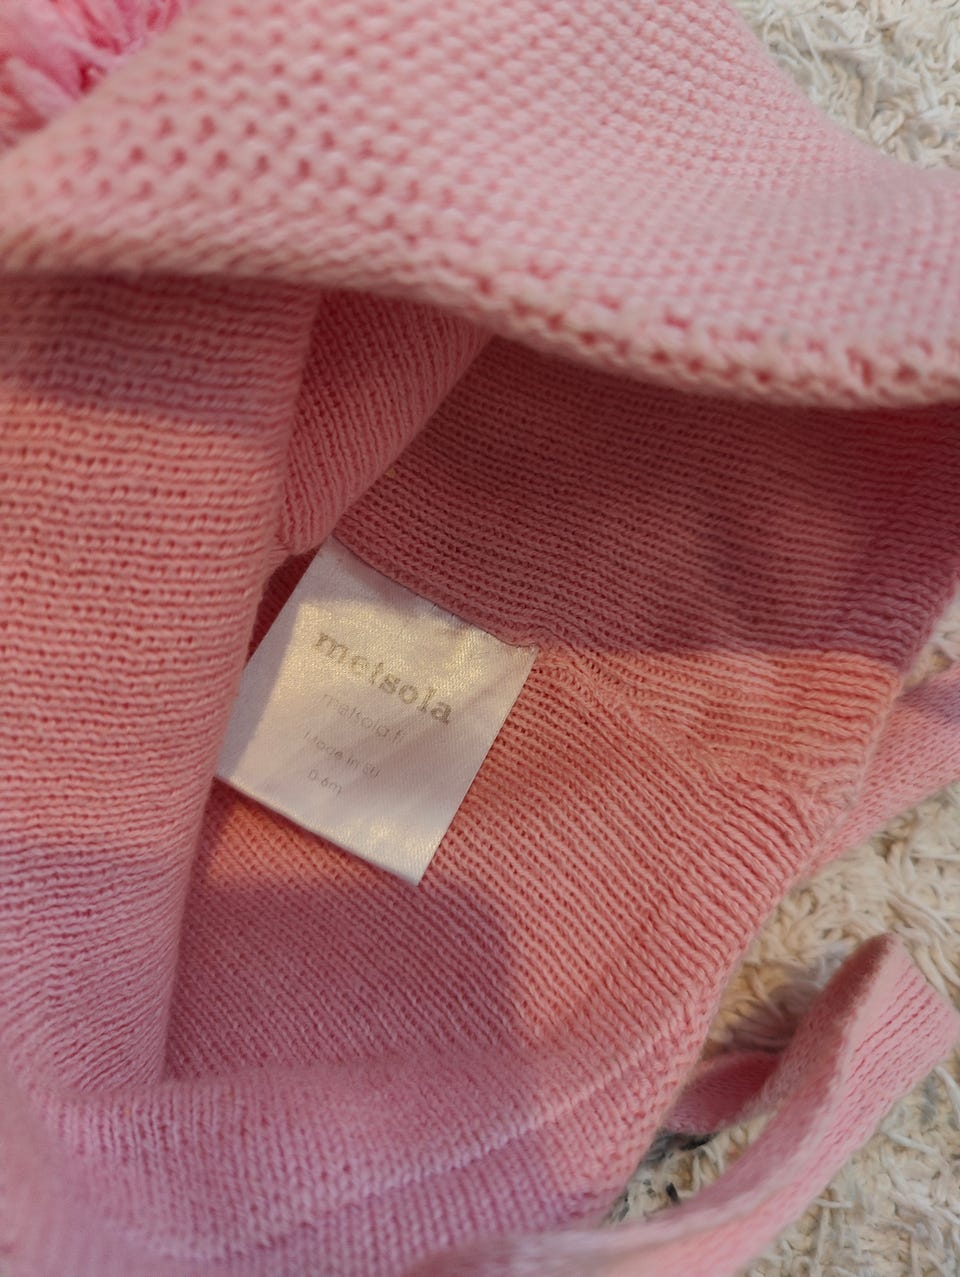 metsola
metsola.fi
Made in EU
0-6m